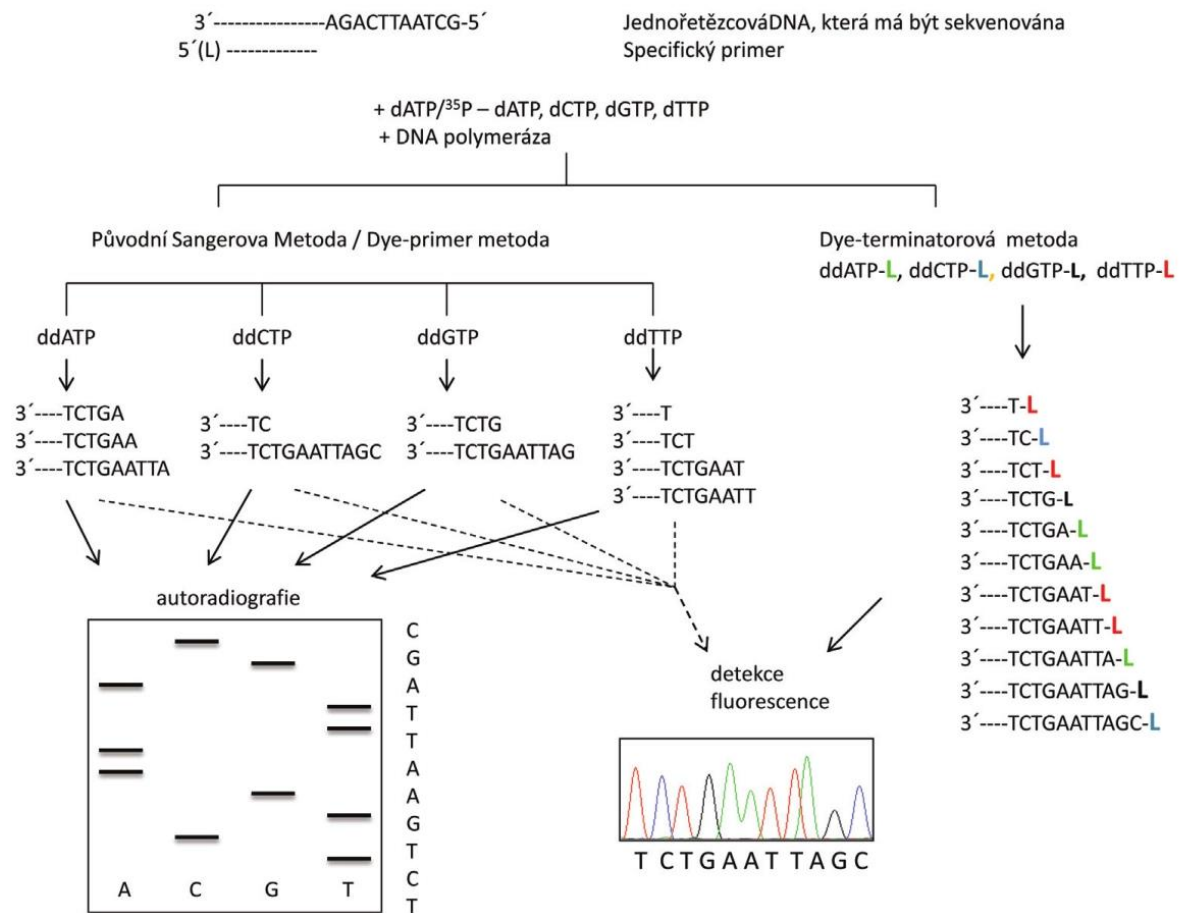 3´----------------AGACTTAATCG-5´
JednořetězcováDNA, která má být sekvenována
5´(L) -------------
Specifický primer
+ dATP/³⁵P – dATP, dCTP, dGTP, dTTP
+ DNA polymeráza
Původní Sangerova Metoda / Dye-primer metoda
Dye-terminatorová metoda
ddATP-L, ddCTP-L, ddGTP-L, ddTTP-L
ddATP
ddCTP
ddGTP
ddTTP
3´----TCTGA
3´----TCTGAA
3´----TCTGAATTA
3´----TC
3´----TCTGAATTAGC
3´----TCTG
3´----TCTGAATTAG
3´----T
3´----TCT
3´----TCTGAAT
3´----TCTGAATT
3´----T-L
3´----TC-L
3´----TCT-L
3´----TCTG-L
3´----TCTGA-L
3´----TCTGAA-L
3´----TCTGAAT-L
3´----TCTGAATT-L
3´----TCTGAATTA-L
3´----TCTGAATTAG-L
3´----TCTGAATTAGC-L
autoradiografie
A C G T
C
G
A
T
T
A
A
G
T
C
T
detekce
fluorescence
T C T G A A T T A G C